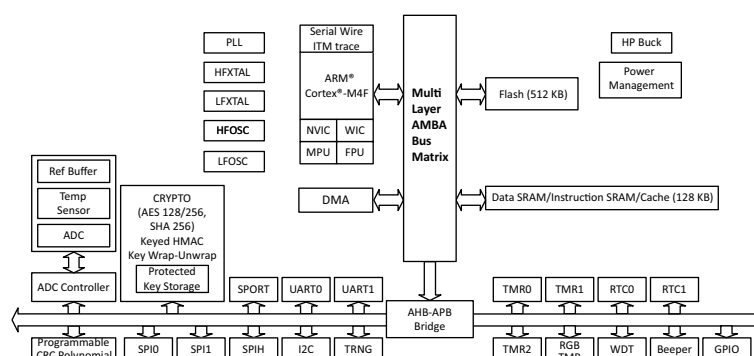 PLL
HFXTAL
LFXTAL
HFOSC
LFOSC
Serial Wire
ITM trace
ARM®
Cortex®-M4F
NVIC
WIC
MPU
FPU
DMA
Multi
Layer
AMBA
Bus
Matrix
HP Buck
Power
Management
Flash (512 KB)
Data SRAM/Instruction SRAM/Cache (128 KB)
Ref Buffer
Temp
Sensor
ADC
CRYPTO
(AES 128/256,
SHA 256)
Keyed HMAC
Key Wrap-Unwrap
Protected
Key Storage
ADC Controller
SPORT
UART0
UART1
AHB-APB
Bridge
TMR0
TMR1
RTC0
RTC1
Programmable
CRC Polynomial
SPI0
SPI1
SPIH
I2C
TRNG
TMR2
RGB
TMR
WDT
Beeper
GPIO